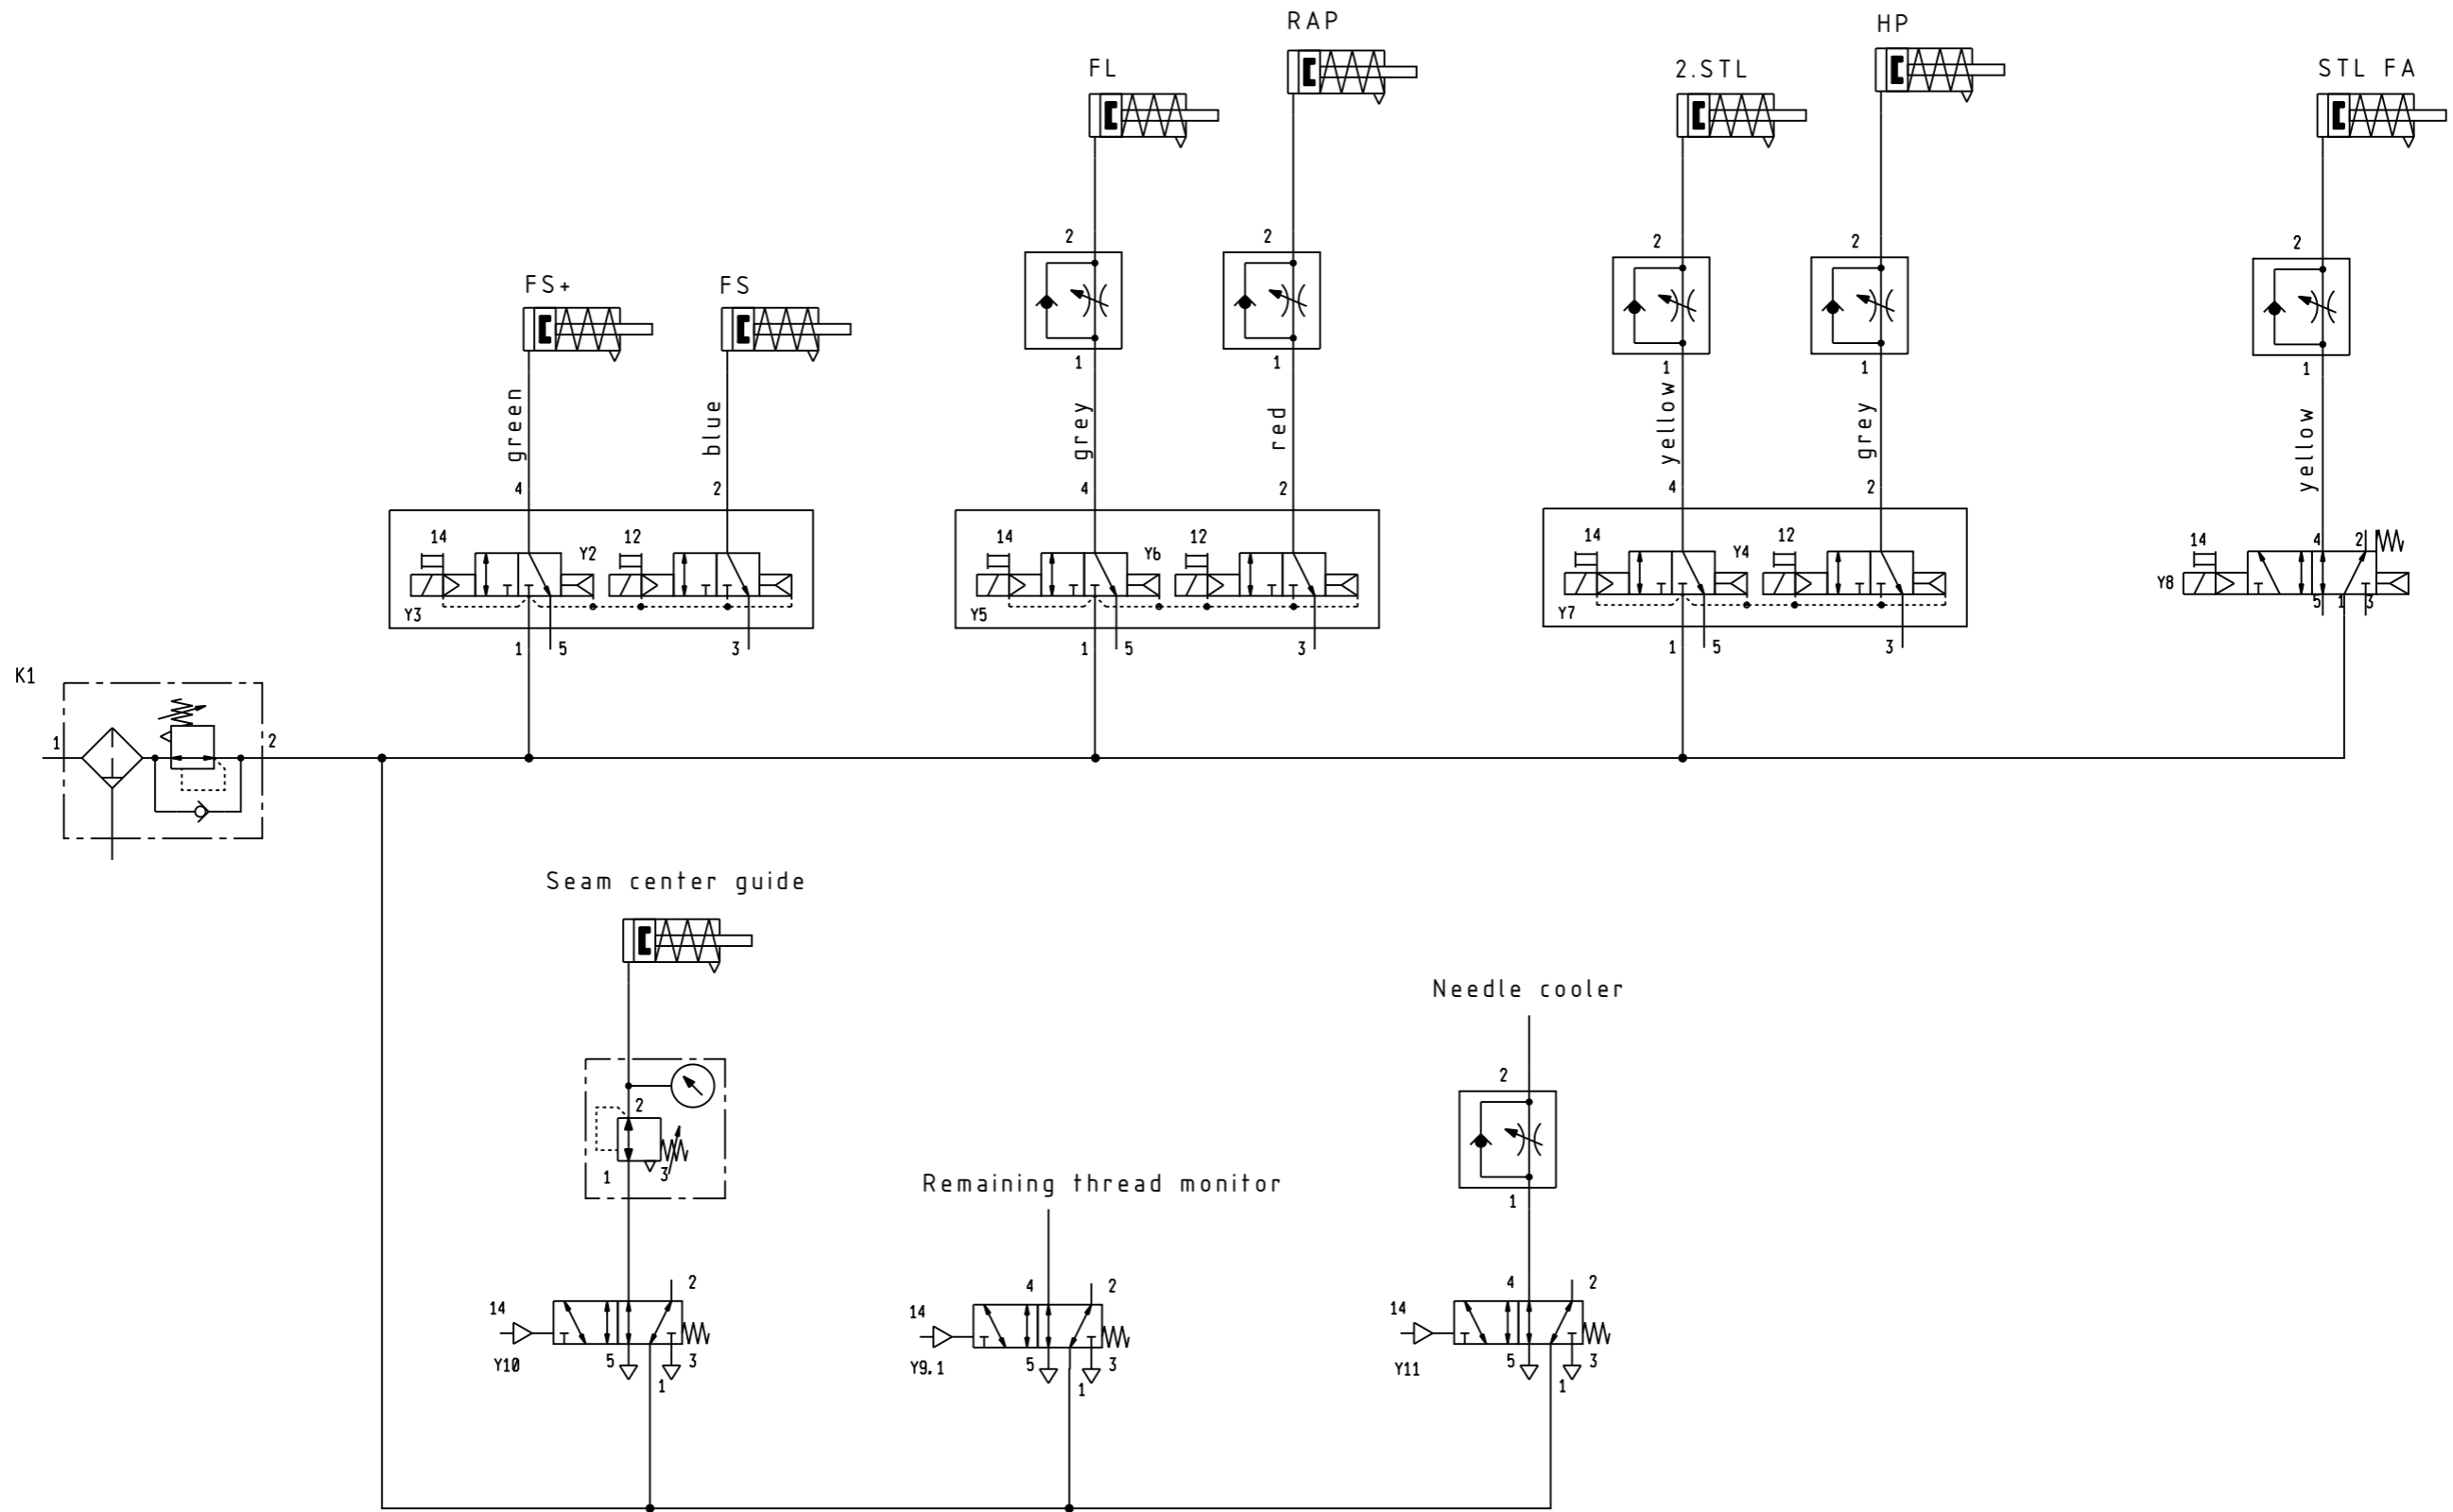 RAP
HP
FL
2.STL
STL FA
2 2 2 2 2
FS+ FS
1 1 1 1 1
green blue grey red yellow grey yellow
4 2 4 2 4 2
14 Y2 12 14 Y6 12 14 Y4 12 14 4 2
Y3 Y5 Y7 Y8 5 1 3
1 5 3 1 5 3 1 5 3
K1
1 2
Seam center guide
Needle cooler
2 2
1 3
Remaining thread monitor
1
2 4 2 4 2
14 14 14
Y10 5 3 Y9.1 5 3 Y11 5 3
1 1 1